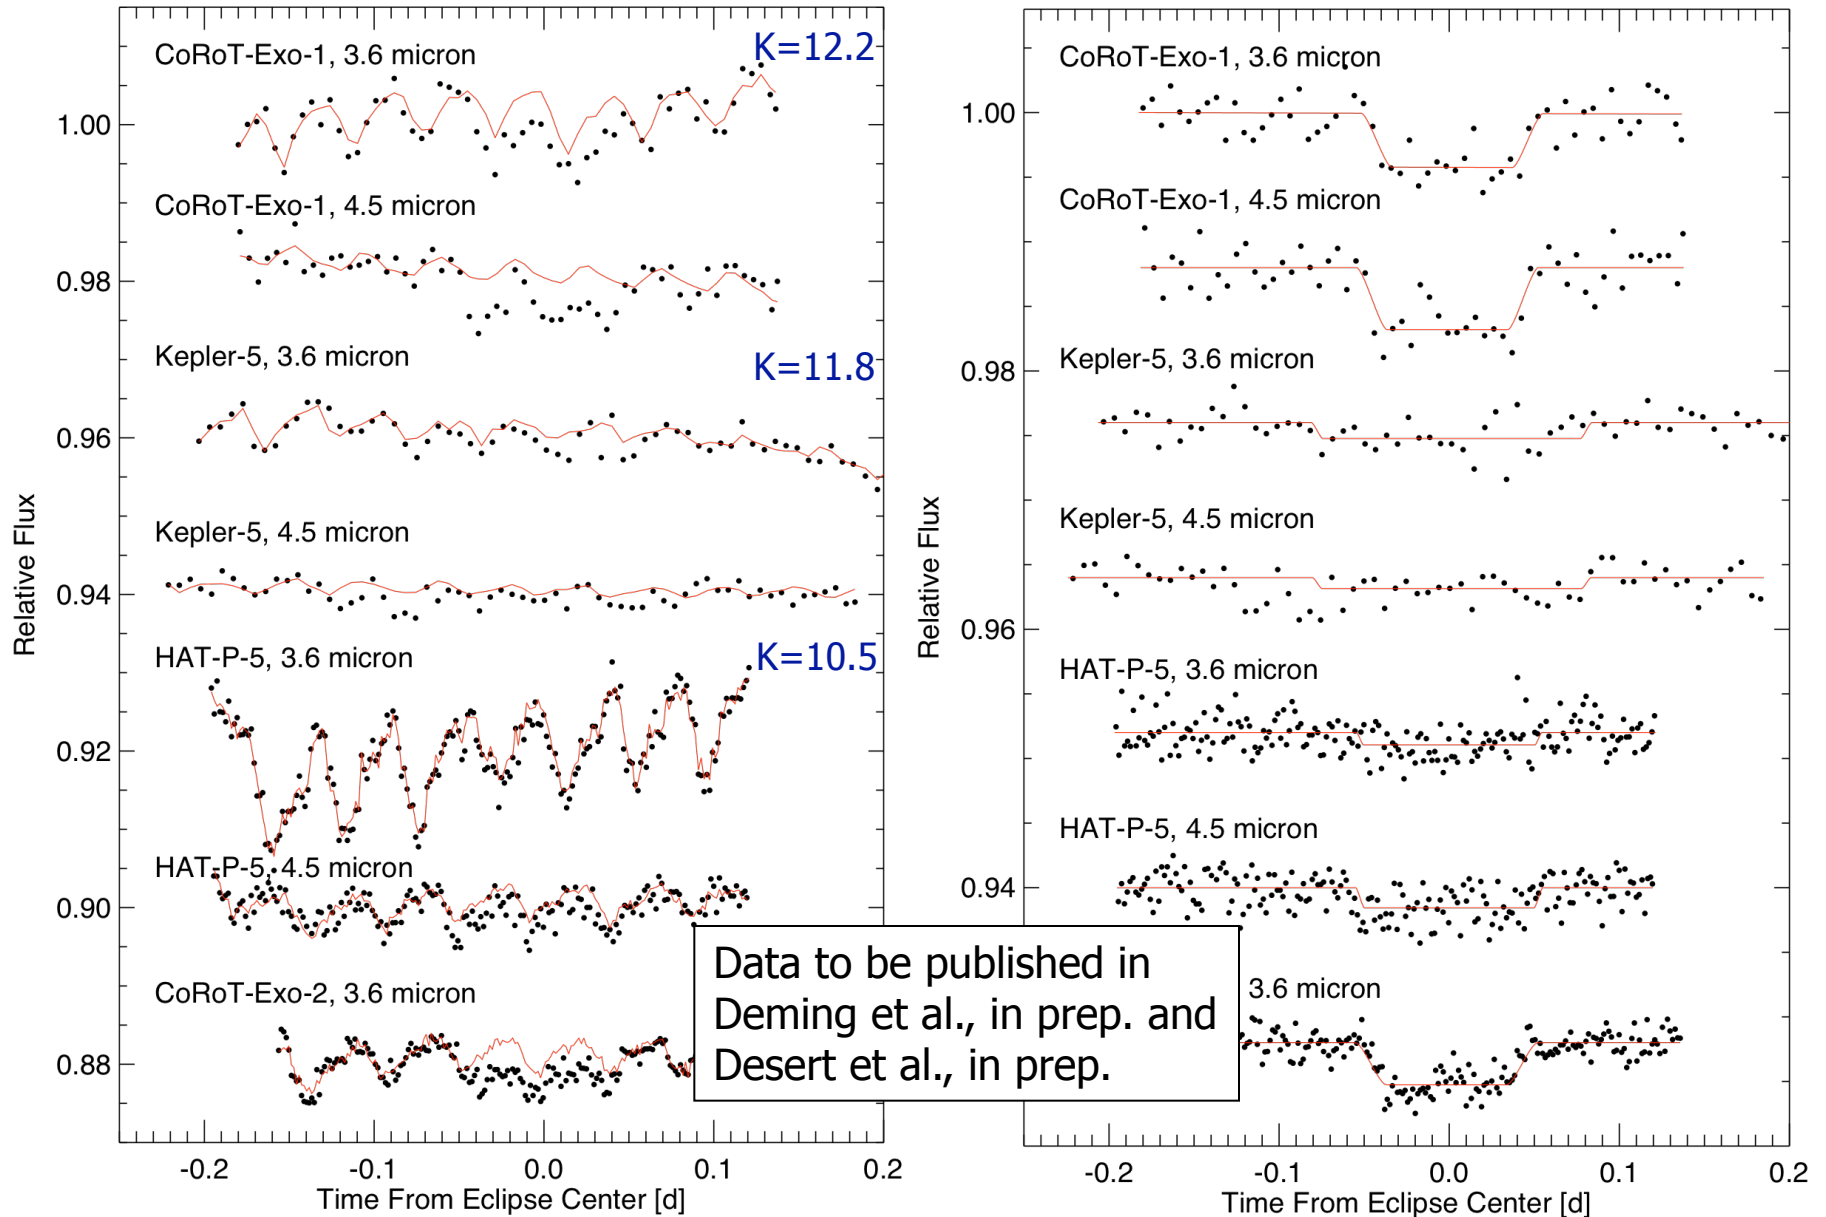 CoRoT-Exo-1, 3.6 micron
K=12.2
1.00
CoRoT-Exo-1, 4.5 micron
0.98
Kepler-5, 3.6 micron
K=11.8
0.96
Kepler-5, 4.5 micron
0.94
HAT-P-5, 3.6 micron
K=10.5
0.92
HAT-P-5, 4.5 micron
0.90
CoRoT-Exo-2, 3.6 micron
0.88
Relative Flux
-0.2 -0.1 0.0 0.1 0.2
Time From Eclipse Center [d]
CoRoT-Exo-1, 3.6 micron
1.00
CoRoT-Exo-1, 4.5 micron
Kepler-5, 3.6 micron
0.98
Kepler-5, 4.5 micron
0.96
HAT-P-5, 3.6 micron
HAT-P-5, 4.5 micron
0.94
3.6 micron
Relative Flux
-0.2 -0.1 0.0 0.1 0.2
Time From Eclipse Center [d]
Data to be published in
Deming et al., in prep. and
Desert et al., in prep.